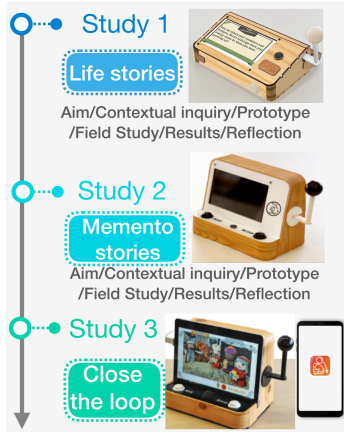 Study 1
Life stories
Aim/Contextual inquiry/Prototype
/Field Study/Results/Reflection
Study 2
Memento
stories
Aim/Contextual inquiry/Prototype
/Field Study/Results/Reflection
Study 3
Close
the loop